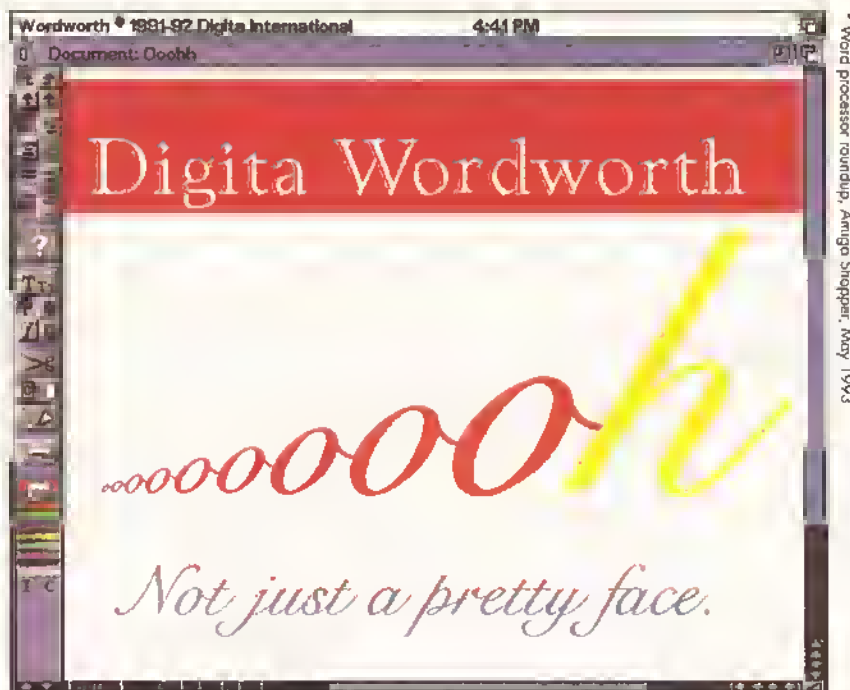 Wordworth © 1991-92 Digita International 4:41 PM
Document: Ooohh
Digita Wordworth
ooooooooh
Not just a pretty face.
* Word processor roundup, Amiga Shopper, May 1993